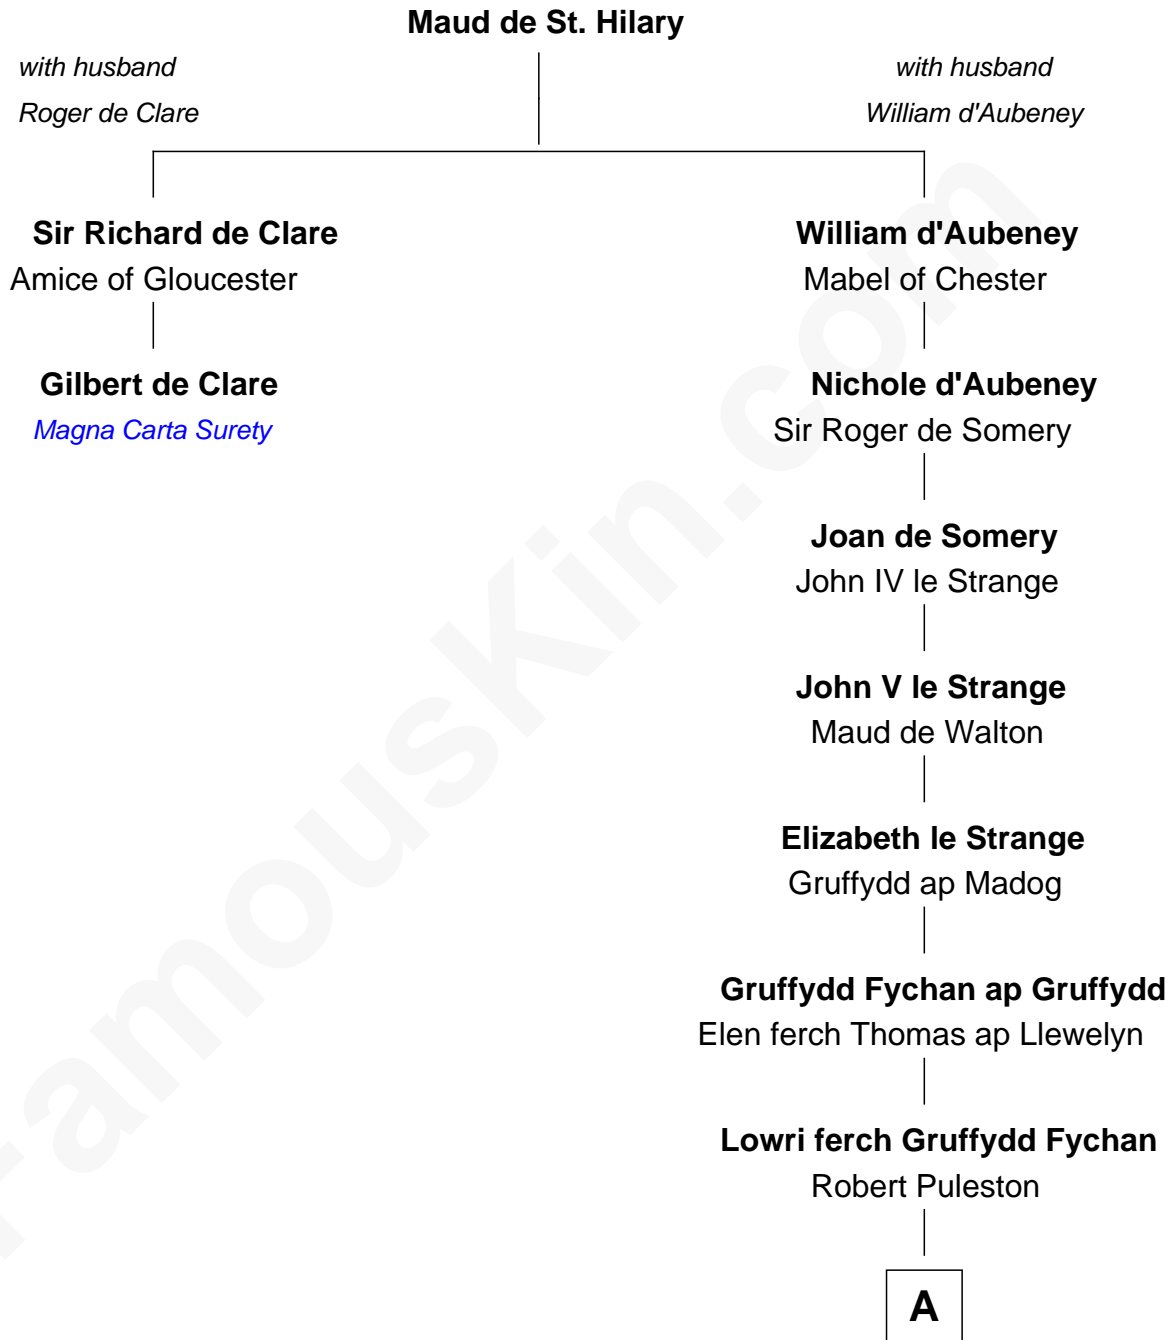 Maud de St. Hilary
with husband
Roger de Clare
with husband
William d'Aubeney
Sir Richard de Clare
Amice of Gloucester
William d'Aubeney
Mabel of Chester
Gilbert de Clare
Magna Carta Surety
Nichole d'Aubeney
Sir Roger de Somery
Joan de Somery
John IV le Strange
John V le Strange
Maud de Walton
Elizabeth le Strange
Gruffydd ap Madog
Gruffydd Fychan ap Gruffydd
Elen ferch Thomas ap Llewelyn
Lowri ferch Gruffydd Fychan
Robert Puleston
A
FamousKin.com